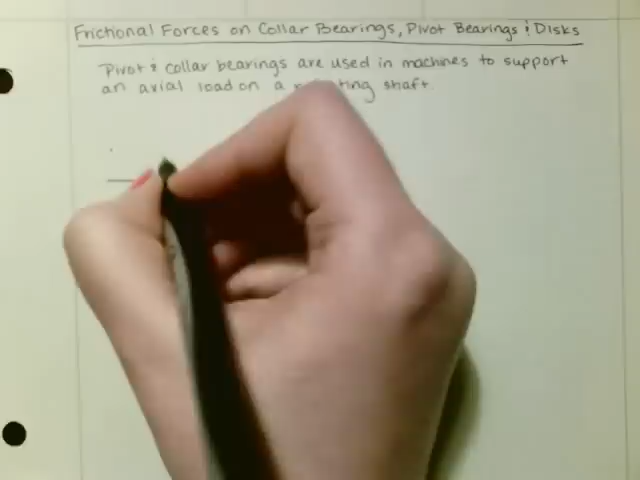 Frictional Forces on Collar Bearings, Pivot Bearings & Disks
Pivot & collar bearings are used in machines to support
an axial load on a shaft.